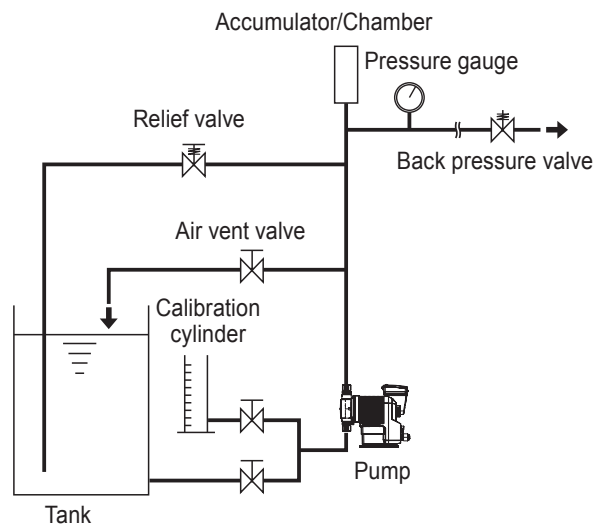 Accumulator/Chamber
Pressure gauge
Relief valve
Back pressure valve
Air vent valve
Calibration
cylinder
Pump
Tank